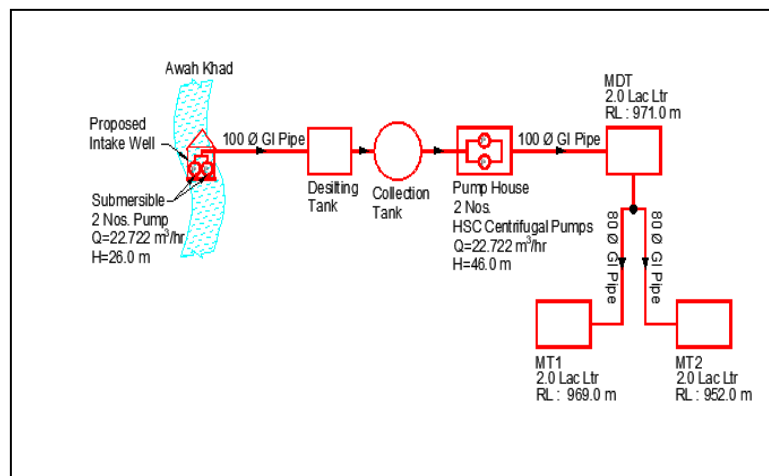 Awah Khad
Proposed
Intake Well
Submersible
2 Nos. Pump
Q=22.722 m³/hr
H=26.0 m
100 Ø GI Pipe
Desilting
Tank
Collection
Tank
Pump House
2 Nos.
HSC Centrifugal Pumps
Q=22.722 m³/hr
H=46.0 m
100 Ø GI Pipe
MDT
2.0 Lac Ltr
RL : 971.0 m
80 Ø GI Pipe
80 Ø GI Pipe
MT1
2.0 Lac Ltr
RL : 969.0 m
MT2
2.0 Lac Ltr
RL : 952.0 m